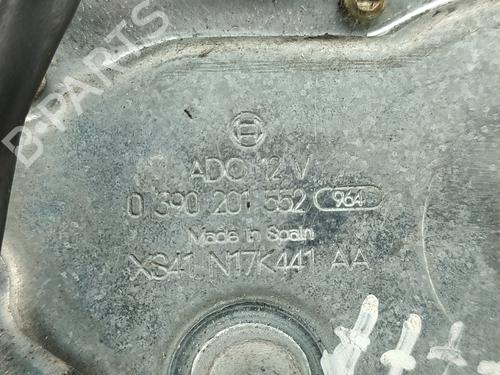 B-PARTS
ADO 12 V
0 390 201 552 964
Made in Spain
XS41 N17K441 AA